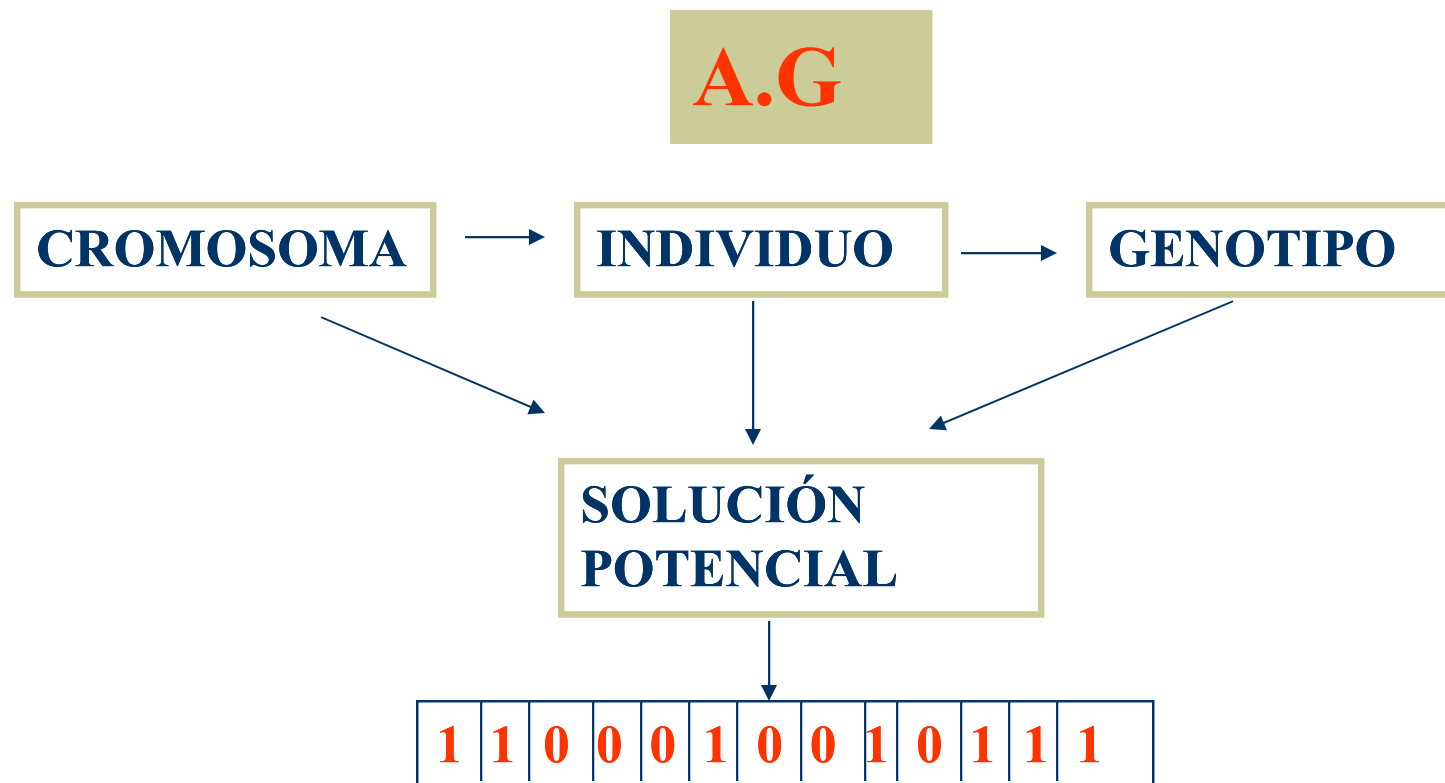 A.G
CROMOSOMA INDIVIDUO GENOTIPO
SOLUCIÓN
POTENCIAL
1 1 0 0 0 1 0 0 1 0 1 1 1